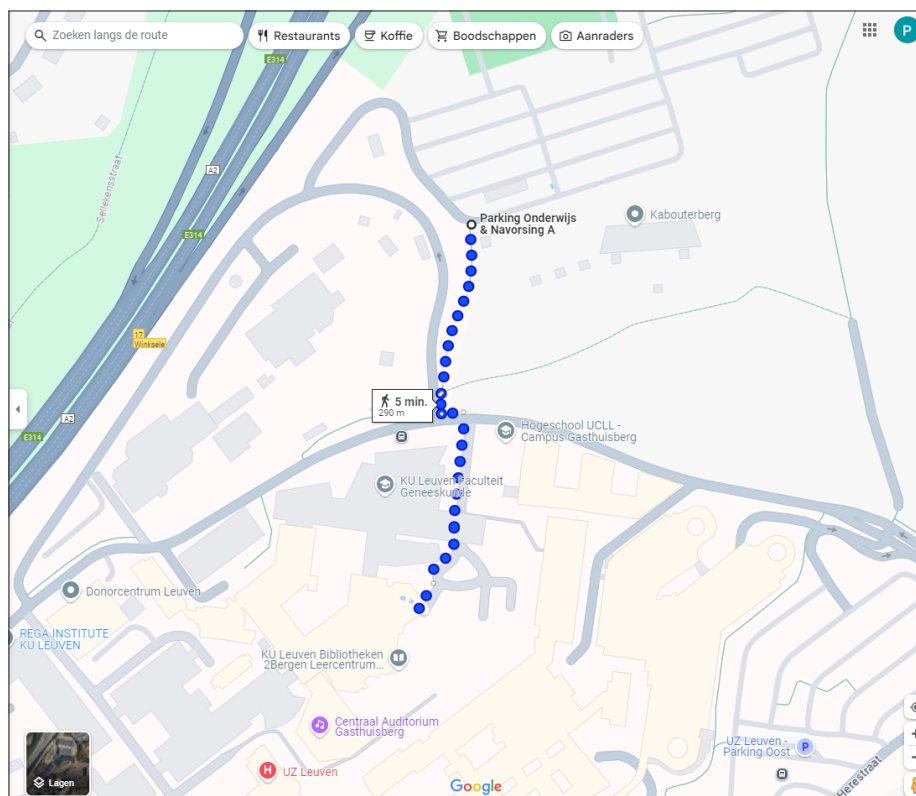 Zoeken langs de route
Restaurants
Koffie
Boodschappen
Aanraders
P
E314
A2
Sellekensstraat
E314
Parking Onderwijs
& Navorsing A
Kabouterberg
17
Winksele
5 min.
290 m
A2
E314
Hogeschool UCLL -
Campus Gasthuisberg
KU Leuven Faculteit
Geneeskunde
Donorcentrum Leuven
REGA INSTITUTE
KU LEUVEN
KU Leuven Bibliotheken
2Bergen Leercentrum...
Centraal Auditorium
Gasthuisberg
UZ Leuven -
Parking Oost
P
H
UZ Leuven
Lagen
Google
Herestraat